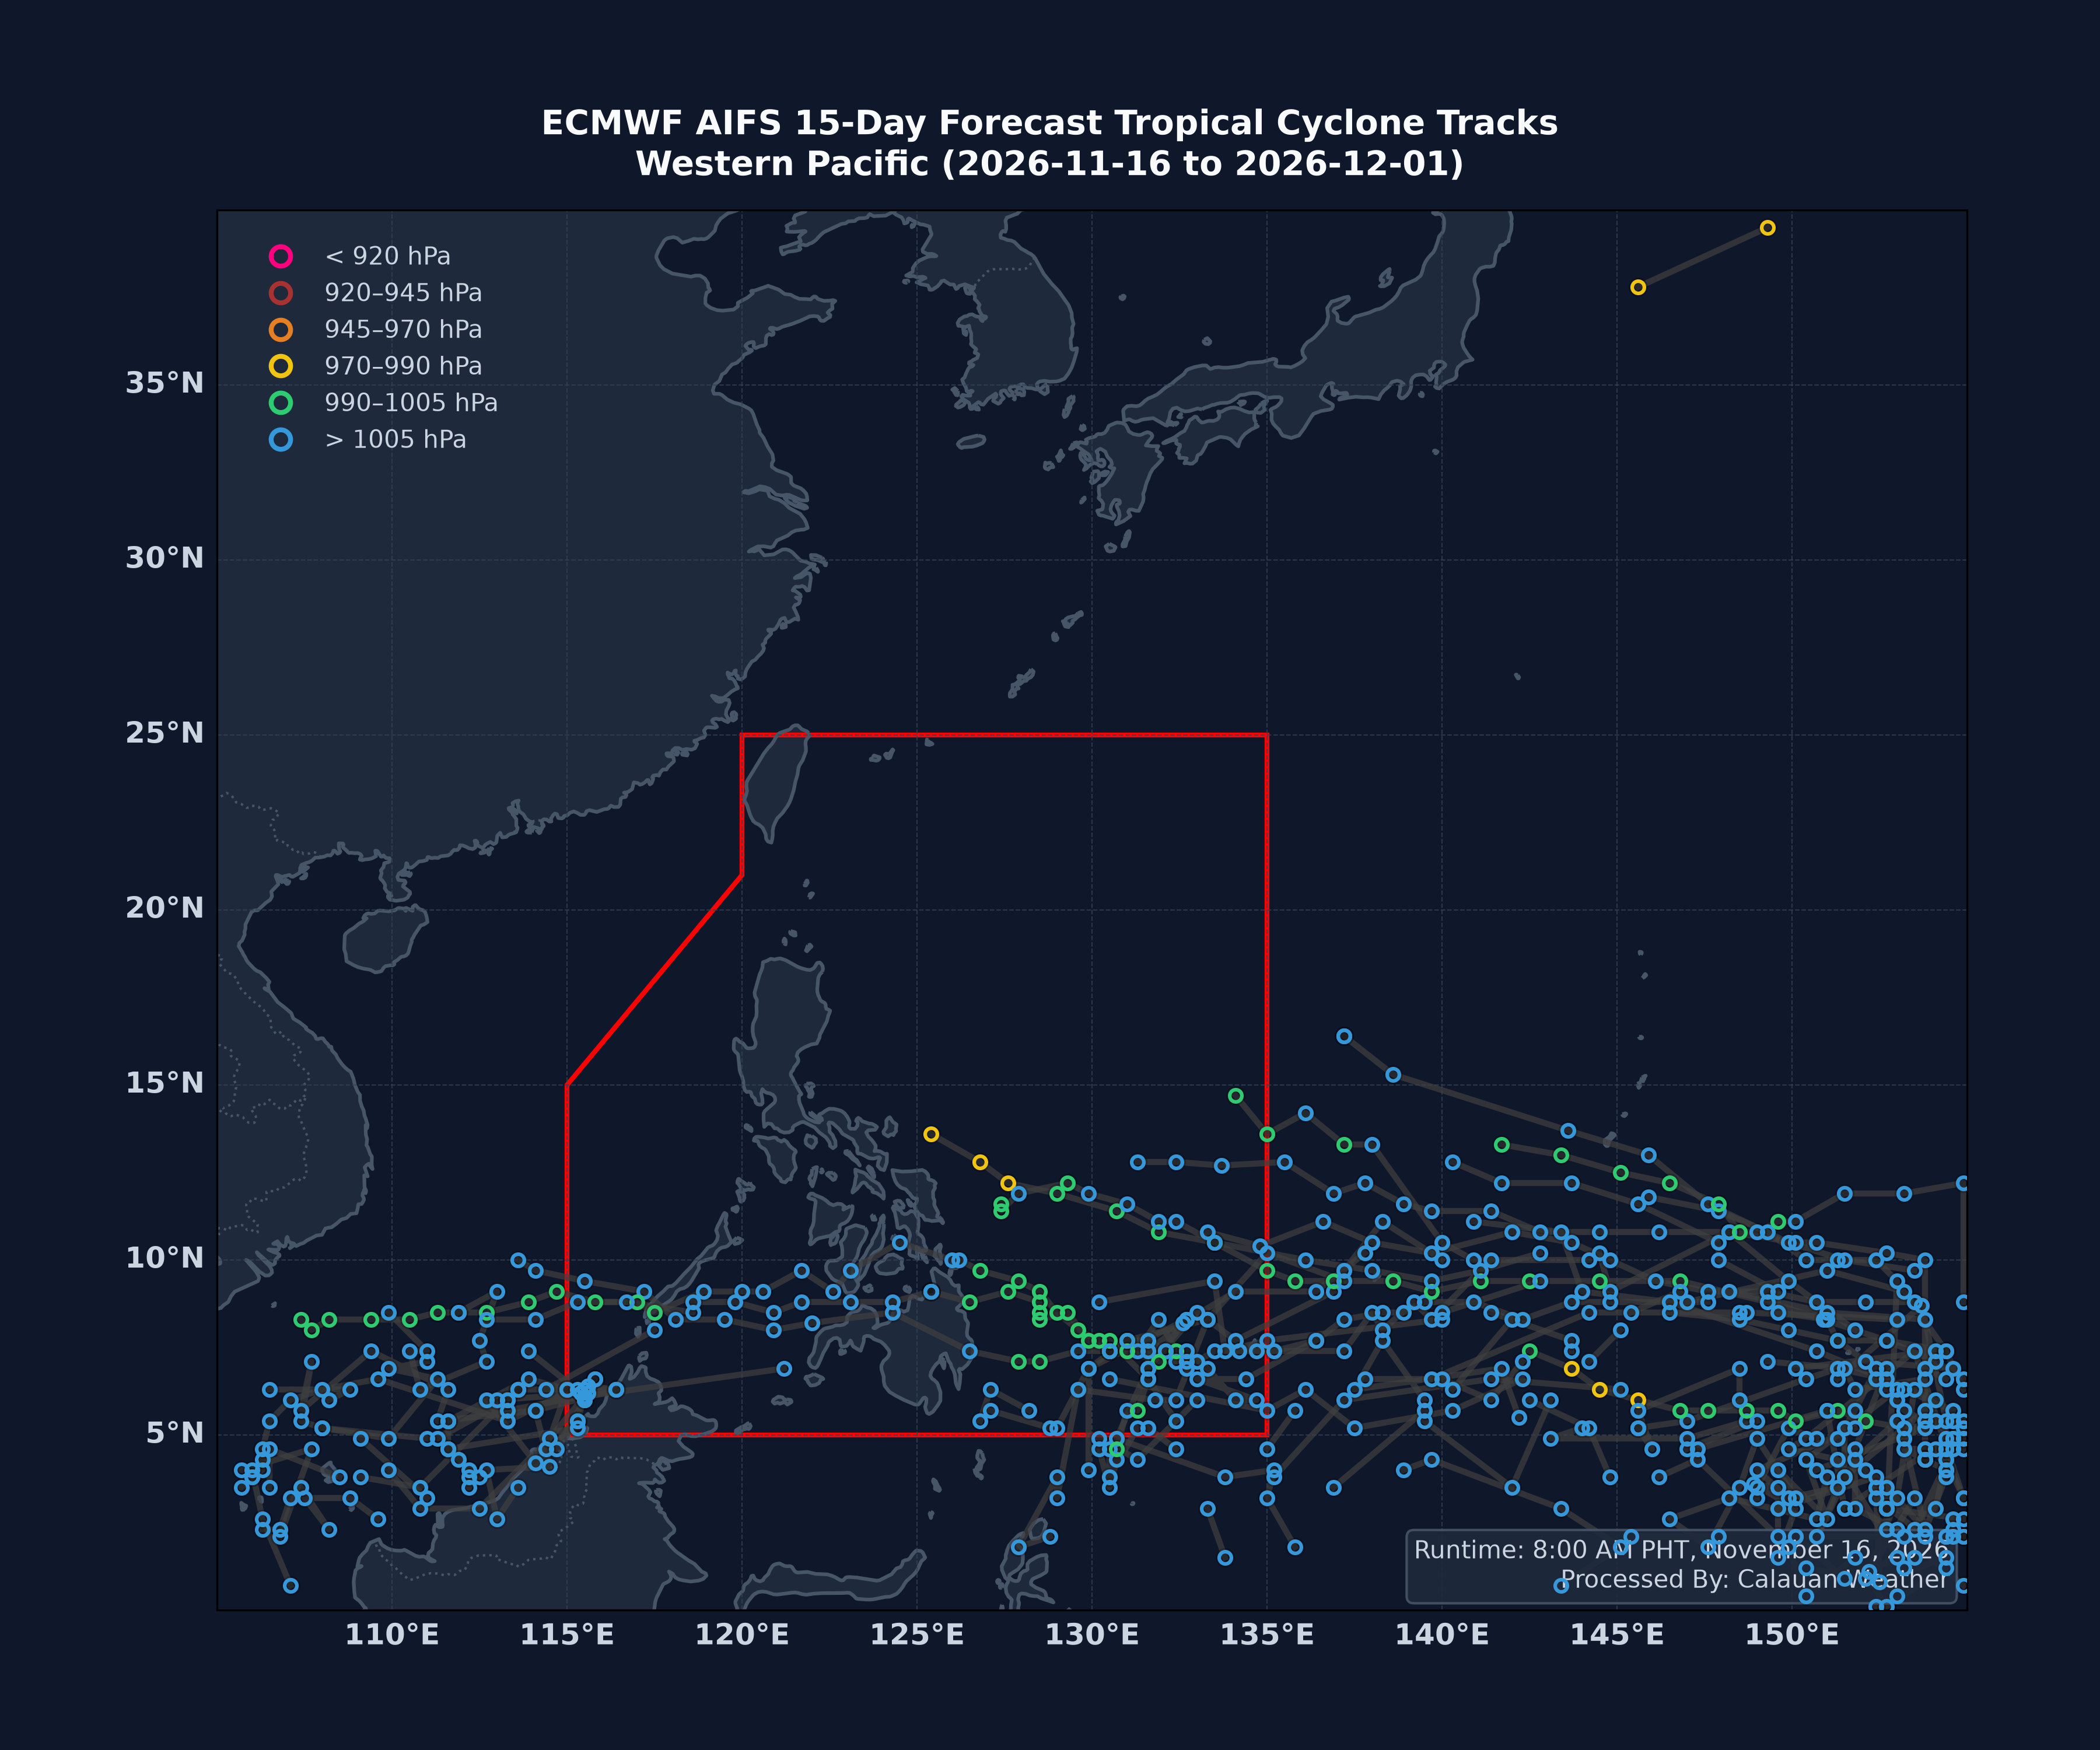 ECMWF AIFS 15-Day Forecast Tropical Cyclone Tracks
Western Pacific (2026-11-16 to 2026-12-01)
< 920 hPa
920–945 hPa
945–970 hPa
970–990 hPa
990–1005 hPa
> 1005 hPa
35°N
30°N
25°N
20°N
15°N
10°N
5°N
Runtime: 8:00 AM PHT, November 16, 2026
Processed By: Calauan Weather
110°E 115°E 120°E 125°E 130°E 135°E 140°E 145°E 150°E